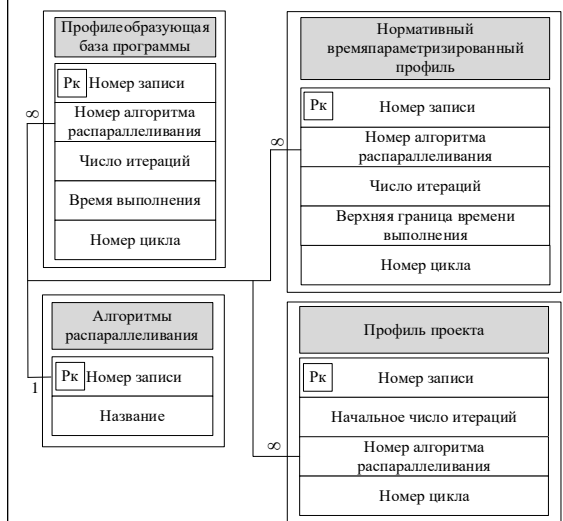 Профилеобразующая
база программы
Рк Номер записи
∞
Номер алгоритма
распараллеливания
Число итераций
Время выполнения
Номер цикла
Нормативный
времяпараметризированный
профиль
Рк Номер записи
∞
Номер алгоритма
распараллеливания
Число итераций
Верхняя граница времени
выполнения
Номер цикла
Алгоритмы
распараллеливания
Рк Номер записи
1
Название
Профиль проекта
Рк Номер записи
Начальное число итераций
∞
Номер алгоритма
распараллеливания
Номер цикла